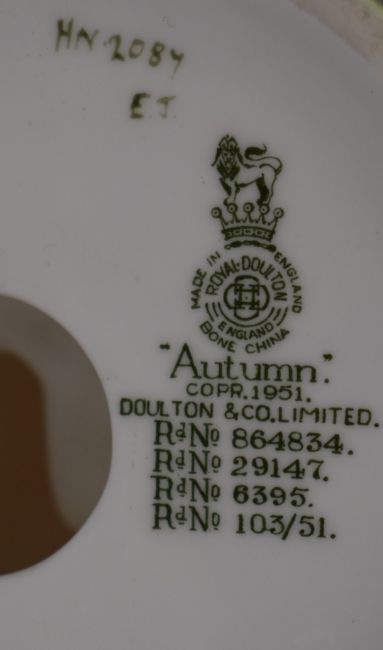 HN 2087
E.J.
MADE IN ENGLAND
ROYAL·DOULTON
ENGLAND
BONE CHINA
"Autumn".
COPR.1951.
DOULTON & CO. LIMITED.
Rd No 864834.
Rd No 29147.
Rd No 6395.
Rd No 103/51.